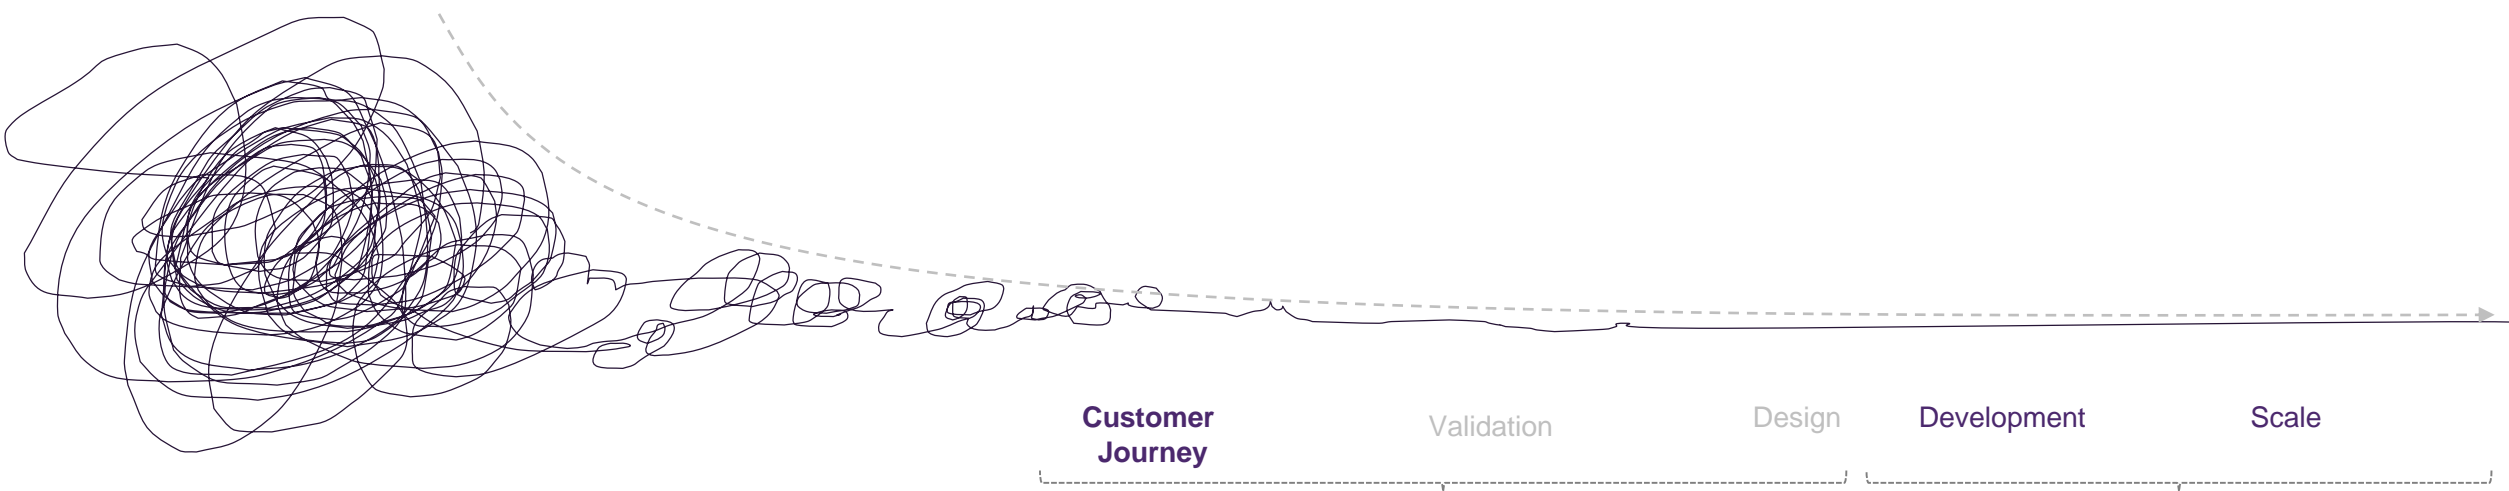 Customer
Journey
Validation
Design
Development
Scale